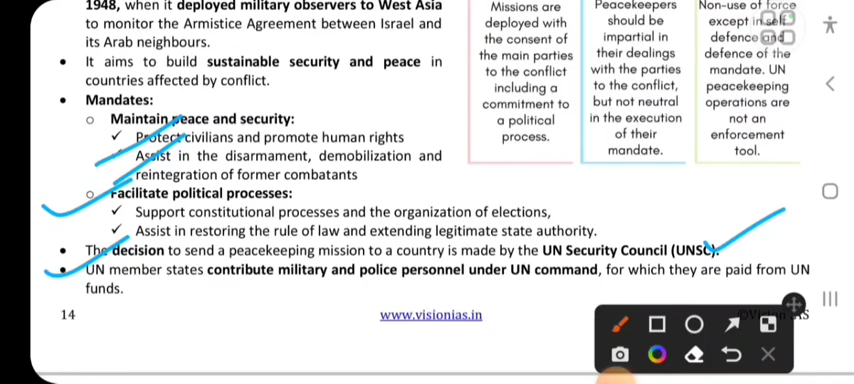 1948, when it deployed military observers to West Asia
to monitor the Armistice Agreement between Israel and
its Arab neighbours.
• It aims to build sustainable security and peace in
countries affected by conflict.
• Mandates:
o Maintain peace and security:
✓ Protect civilians and promote human rights
Assist in the disarmament, demobilization and
reintegration of former combatants
o Facilitate political processes:
✓ Support constitutional processes and the organization of elections,
✓ Assist in restoring the rule of law and extending legitimate state authority.
• The decision to send a peacekeeping mission to a country is made by the UN Security Council (UNSC).
• UN member states contribute military and police personnel under UN command, for which they are paid from UN
funds.
Missions are
deployed with
the consent of
the main parties
to the conflict
including a
commitment to
a political
process.
Peacekeepers
should be
impartial in
their dealings
with the parties
to the conflict,
but not neutral
in the execution
of their
mandate.
Non-use of force
except in self
defence and
defence of the
mandate. UN
peacekeeping
operations are
not an
enforcement
tool.
14
www.visionias.in